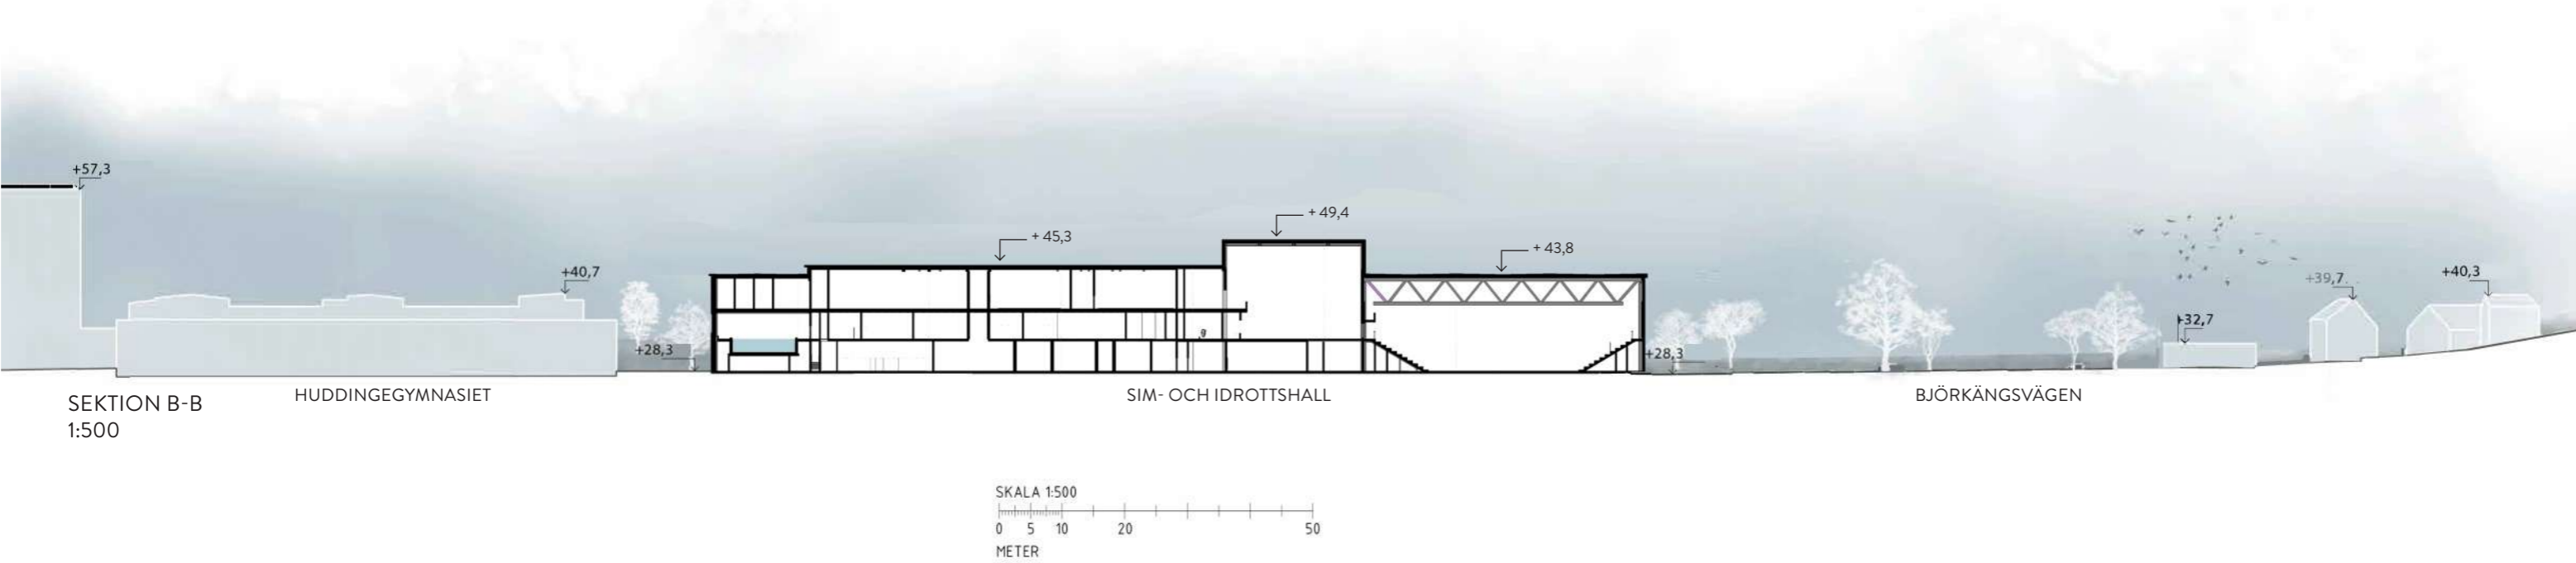 +57,3
+40,7
+28,3
+ 45,3
+ 49,4
+ 43,8
+28,3
+32,7
+39,7
+40,3
SEKTION B-B
1:500
HUDDINGEGYMNASIET
SIM- OCH IDROTTSHALL
BJÖRKÄNGSVÄGEN
SKALA 1:500
0 5 10 20 50
METER